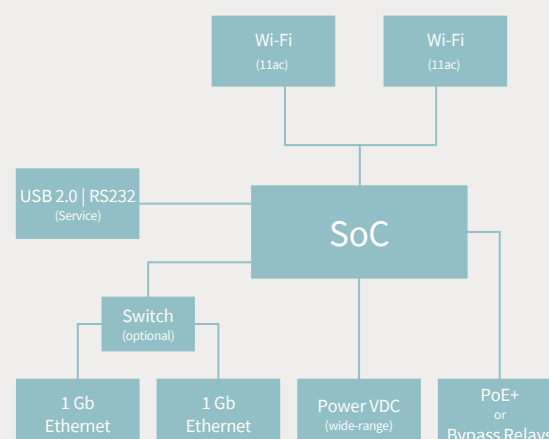 Wi-Fi
(11ac)
Wi-Fi
(11ac)
USB 2.0 | RS232
(Service)
SoC
Switch
(optional)
1 Gb
Ethernet
1 Gb
Ethernet
Power VDC
(wide-range)
PoE+
or
Bypass Relays